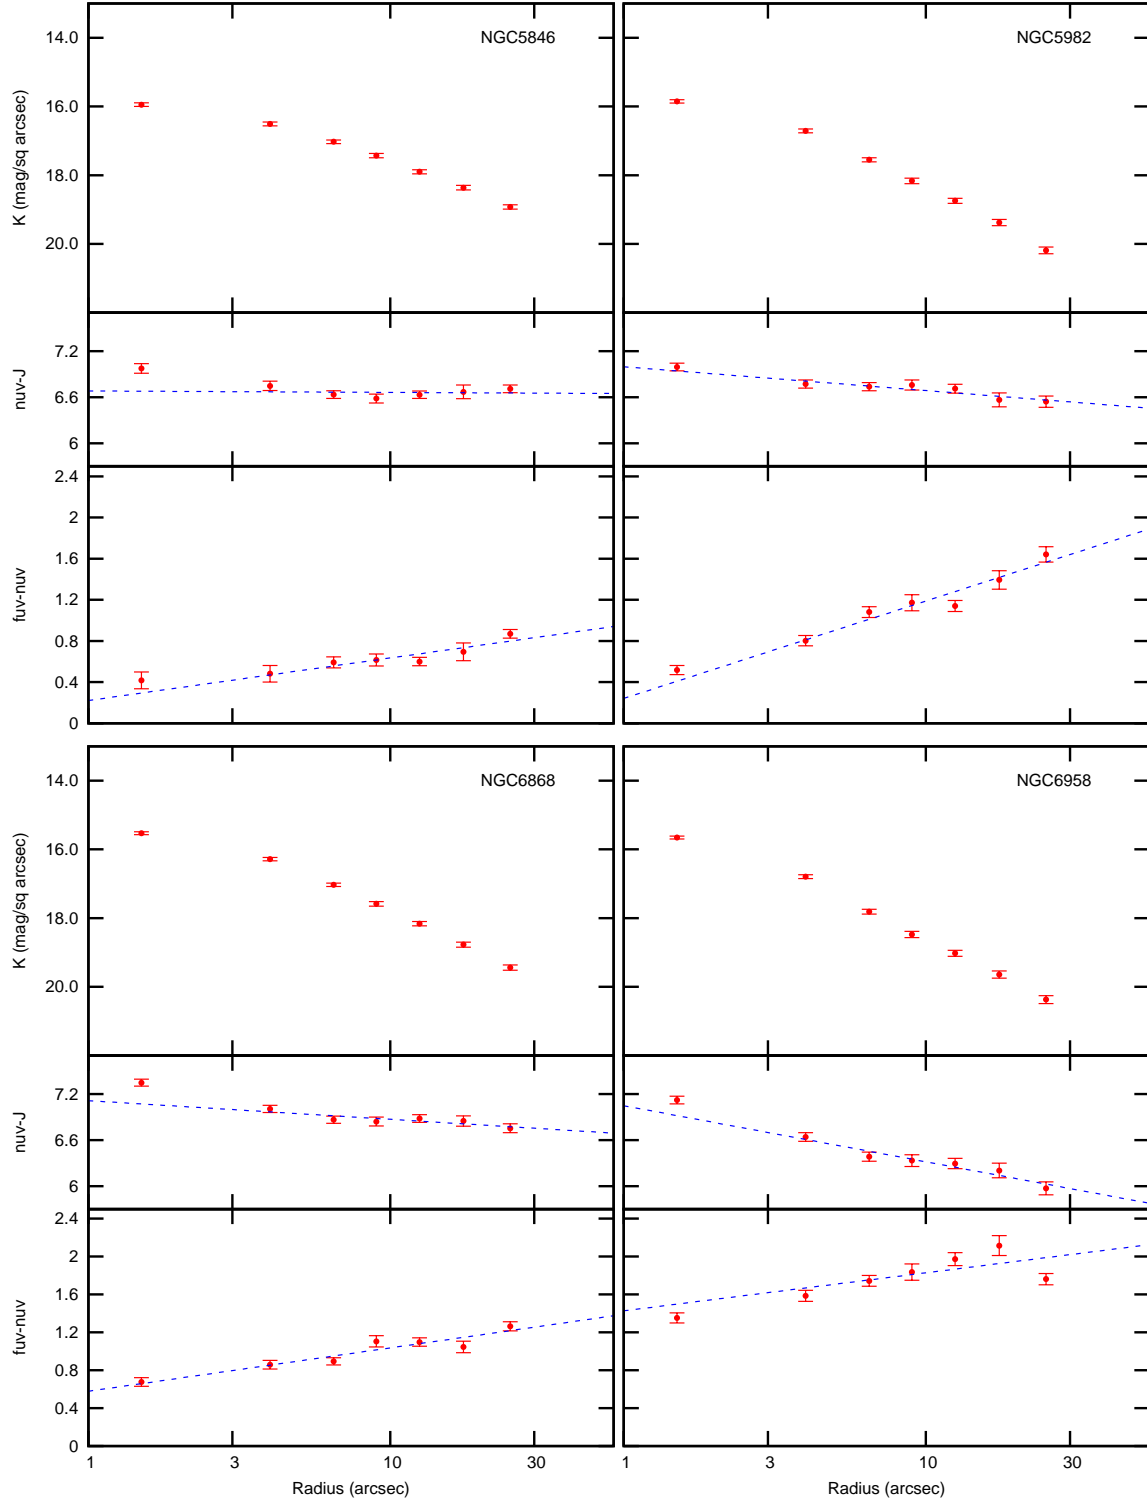 NGC5846
NGC5982
14.0
16.0
18.0
20.0
K (mag/sq arcsec)
7.2
6.6
6
nuv-J
2.4
2
1.6
1.2
0.8
0.4
0
fuv-nuv
NGC6868
NGC6958
14.0
16.0
18.0
20.0
K (mag/sq arcsec)
7.2
6.6
6
nuv-J
2.4
2
1.6
1.2
0.8
0.4
0
fuv-nuv
1 3 10 30 1 3 10 30
Radius (arcsec) Radius (arcsec)